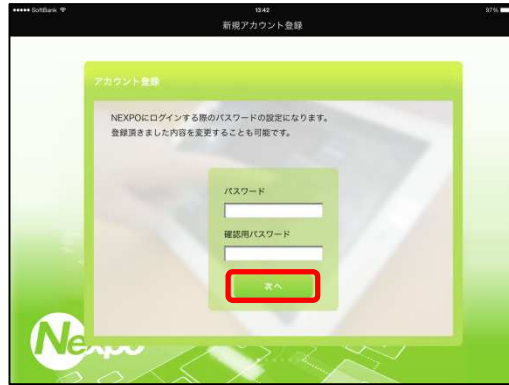 SoftBank
13:42
87%
新規アカウント登録
アカウント登録
NEXPOにログインする際のパスワードの設定になります。
登録頂きました内容を変更することも可能です。
パスワード
確認用パスワード
次へ
Nexpo